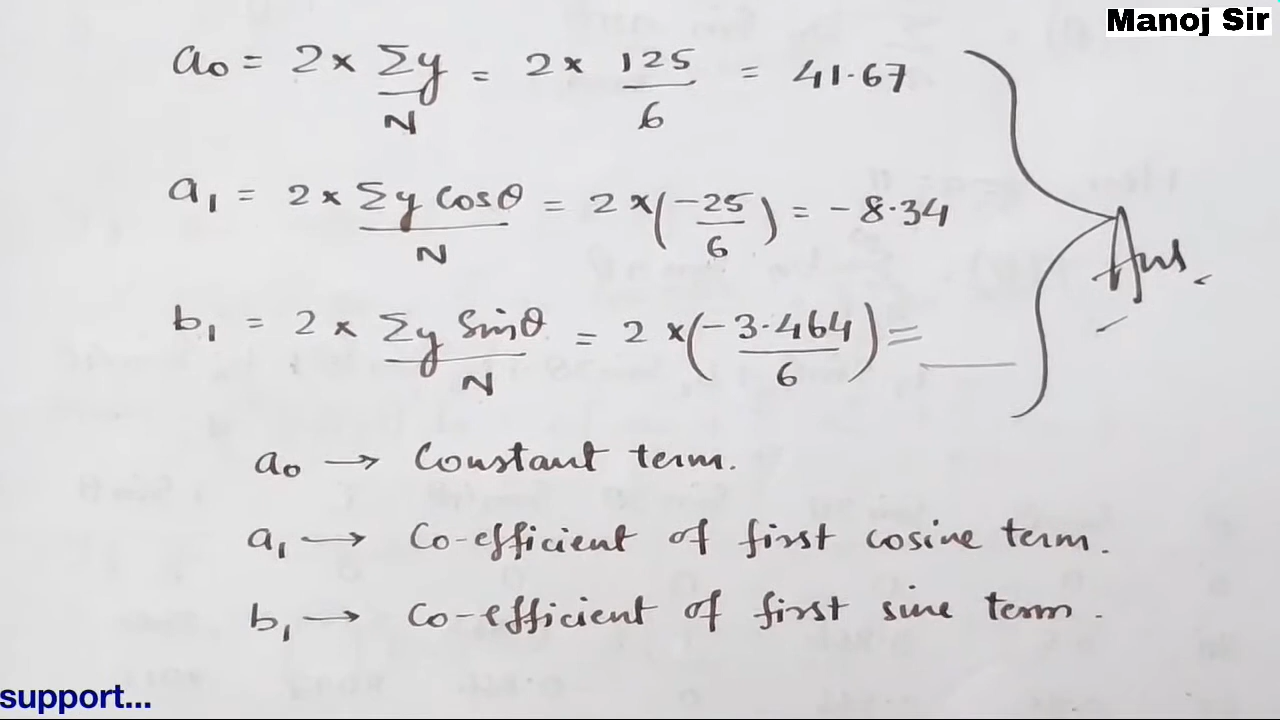 Manoj Sir
a₀ = 2 × Σy/N = 2 × 125/6 = 41.67
a₁ = 2 × Σy cosθ/N = 2 × (-25/6) = -8.34
b₁ = 2 × Σy Sinθ/N = 2 × (-3.464/6) = ___
Ans.
a₀ → Constant term.
a₁ → Co-efficient of first cosine term.
b₁ → Co-efficient of first sine term.
support...